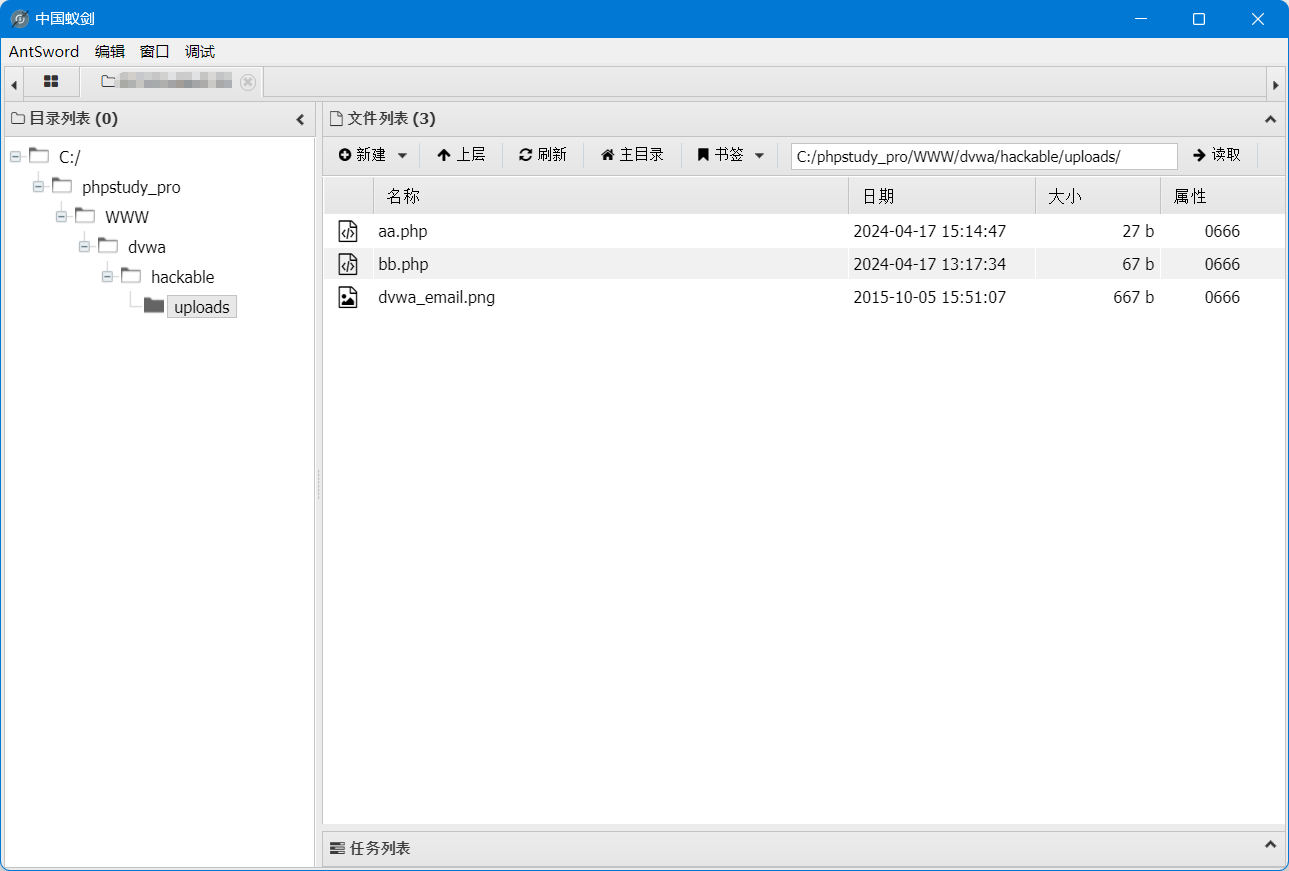 中国蚁剑
AntSword 编辑 窗口 调试
目录列表 (0)
C:/
phpstudy_pro
WWW
dvwa
hackable
uploads
文件列表 (3)
新建 上层 刷新 主目录 书签 C:/phpstudy_pro/WWW/dvwa/hackable/uploads/ 读取
名称 日期 大小 属性
aa.php 2024-04-17 15:14:47 27 b 0666
bb.php 2024-04-17 13:17:34 67 b 0666
dvwa_email.png 2015-10-05 15:51:07 667 b 0666
任务列表